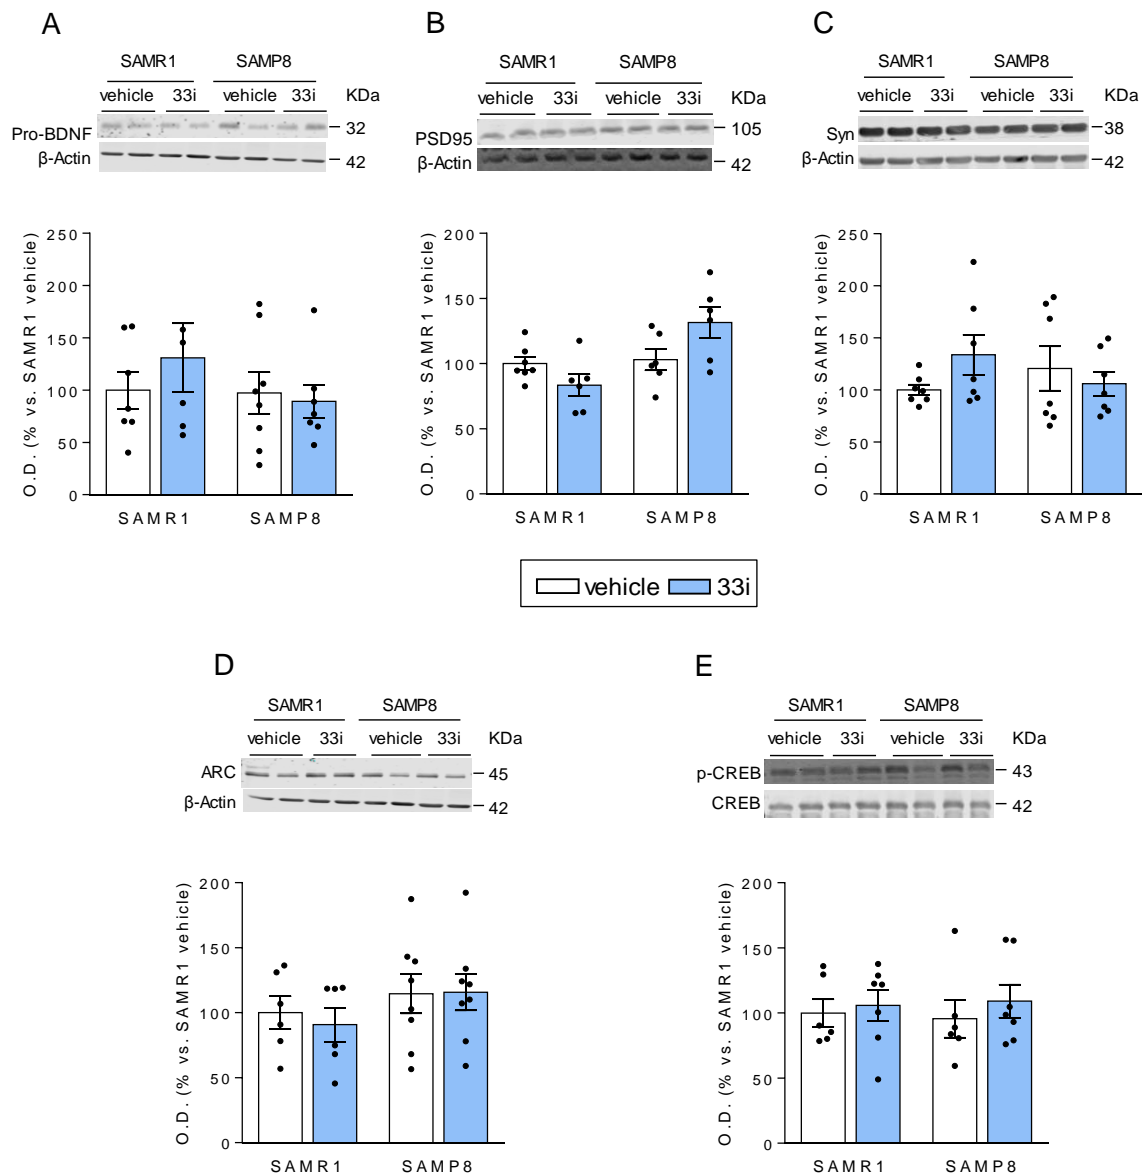 A
B
C
SAMR1 SAMP8
vehicle 33i vehicle 33i KDa
Pro-BDNF 32
β-Actin 42
SAMR1 SAMP8
vehicle 33i vehicle 33i KDa
PSD95 105
β-Actin 42
SAMR1 SAMP8
vehicle 33i vehicle 33i KDa
Syn 38
β-Actin 42
O.D. (% vs. SAMR1 vehicle)
250
200
150
100
50
0
SAMR1 SAMP8
O.D. (% vs. SAMR1 vehicle)
200
150
100
50
0
SAMR1 SAMP8
O.D. (% vs. SAMR1 vehicle)
250
200
150
100
50
0
SAMR1 SAMP8
vehicle 33i
D
E
SAMR1 SAMP8
vehicle 33i vehicle 33i KDa
ARC 45
β-Actin 42
SAMR1 SAMP8
vehicle 33i vehicle 33i KDa
p-CREB 43
CREB 42
O.D. (% vs. SAMR1 vehicle)
200
150
100
50
0
SAMR1 SAMP8
O.D. (% vs. SAMR1 vehicle)
200
150
100
50
0
SAMR1 SAMP8